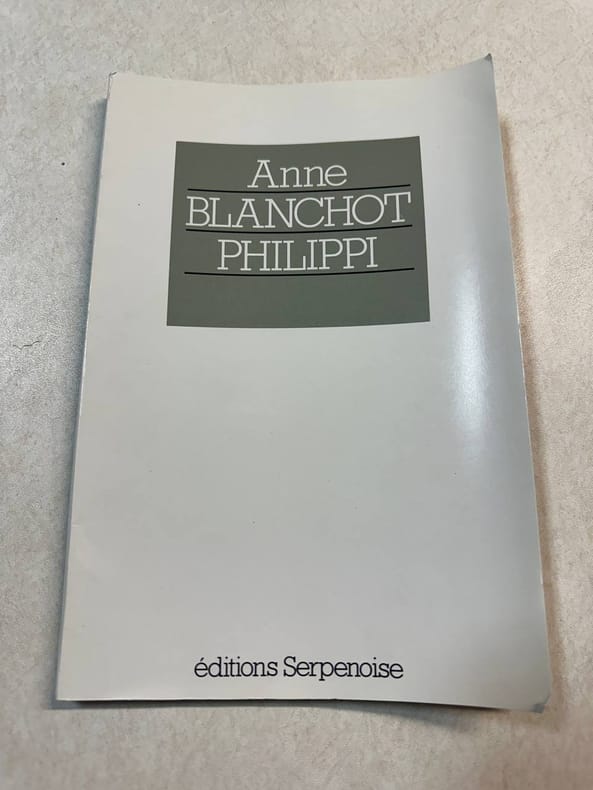 Anne
BLANCHOT
PHILIPPI
éditions Serpenoise